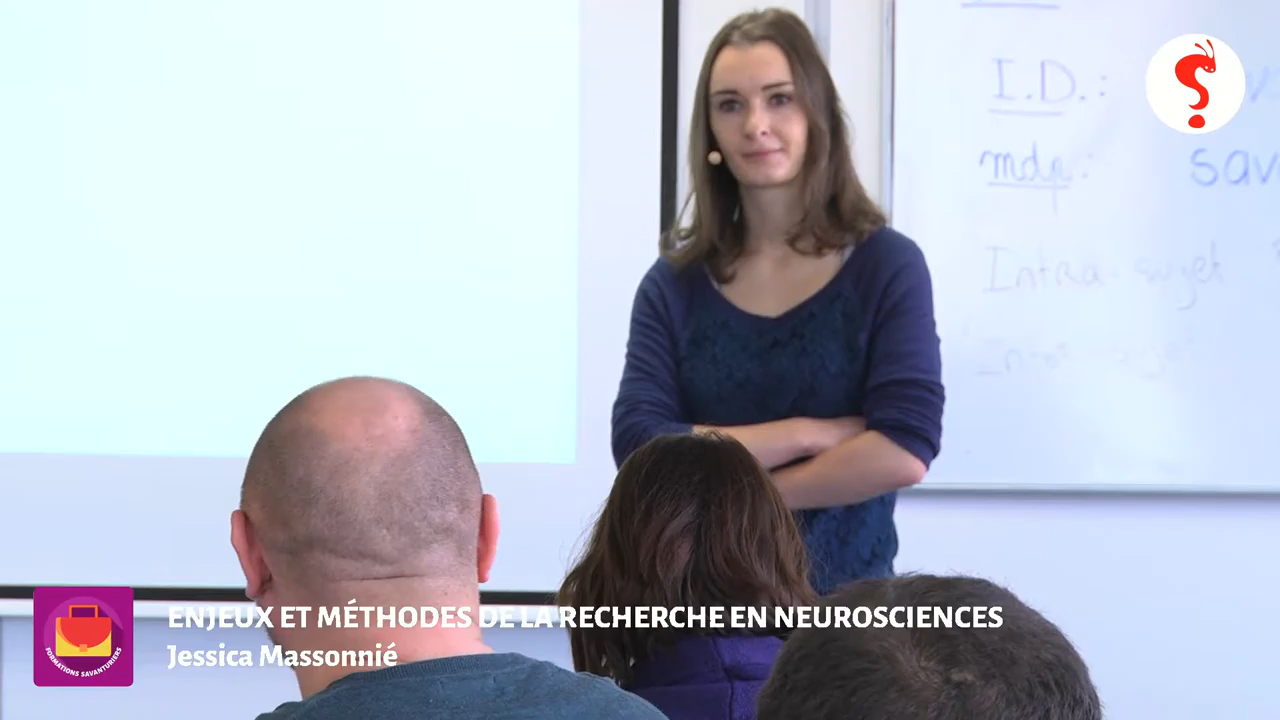 I.D.:
mdp:
sav
Intra-sujet
ENJEUX ET MÉTHODES DE LA RECHERCHE EN NEUROSCIENCES
Jessica Massonnié
FORMATIONS SAVANTURIERS